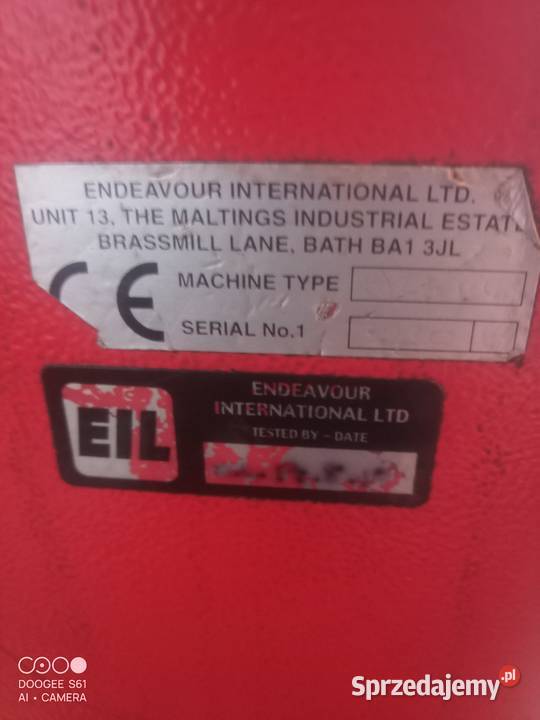 ENDEAVOUR INTERNATIONAL LTD.
UNIT 13, THE MALTINGS INDUSTRIAL ESTATE
BRASSMILL LANE, BATH BA1 3JL
CE
MACHINE TYPE
SERIAL No.1
EIL
ENDEAVOUR
INTERNATIONAL LTD
TESTED BY - DATE
DOOGEE S61
AI • CAMERA
Sprzedajemy.pl